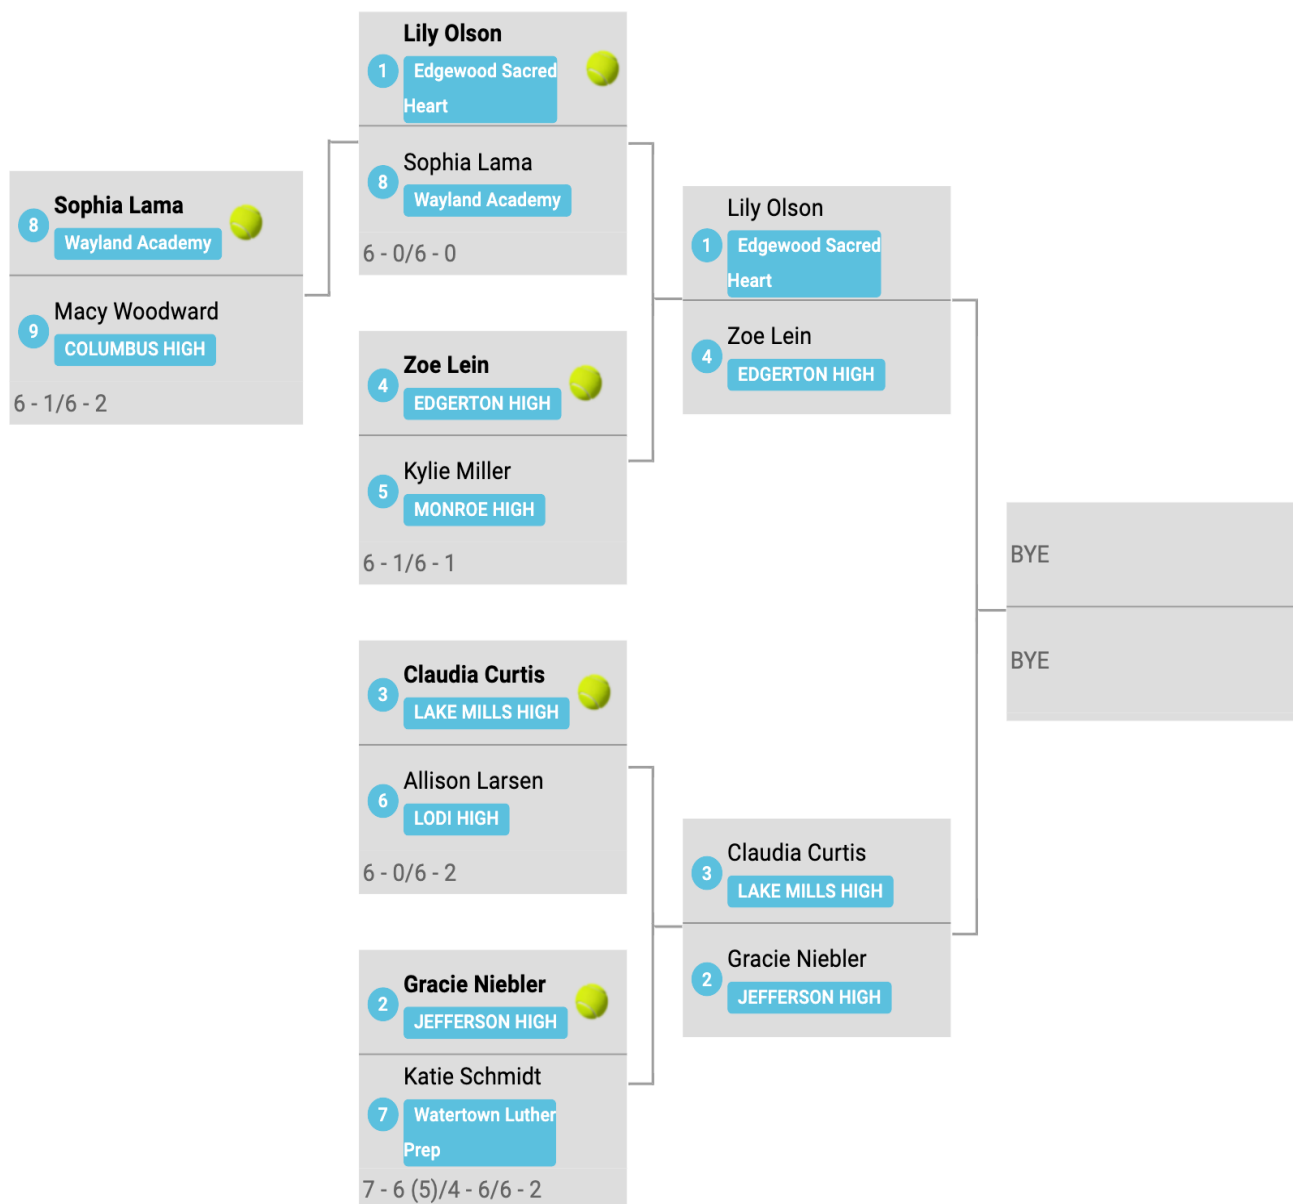 8
Sophia Lama
Wayland Academy
9
Macy Woodward
COLUMBUS HIGH
6 - 1/6 - 2
1
Lily Olson
Edgewood Sacred
Heart
8
Sophia Lama
Wayland Academy
6 - 0/6 - 0
4
Zoe Lein
EDGERTON HIGH
5
Kylie Miller
MONROE HIGH
6 - 1/6 - 1
3
Claudia Curtis
LAKE MILLS HIGH
6
Allison Larsen
LODI HIGH
6 - 0/6 - 2
2
Gracie Niebler
JEFFERSON HIGH
7
Katie Schmidt
Watertown Luther
Prep
7 - 6 (5)/4 - 6/6 - 2
1
Lily Olson
Edgewood Sacred
Heart
4
Zoe Lein
EDGERTON HIGH
3
Claudia Curtis
LAKE MILLS HIGH
2
Gracie Niebler
JEFFERSON HIGH
BYE
BYE